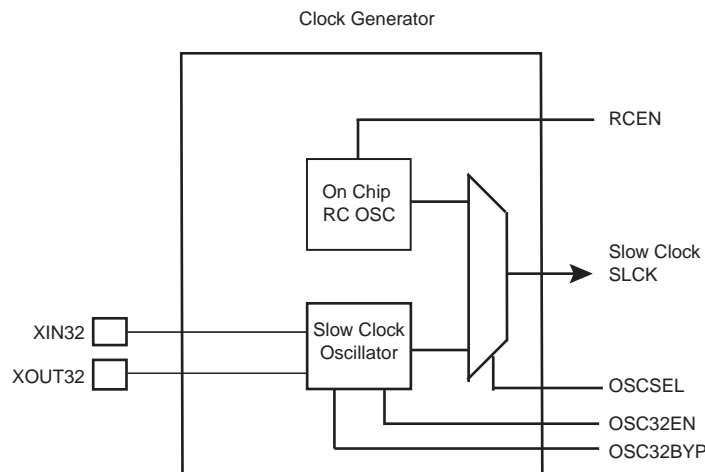 Clock Generator
RCEN
On Chip
RC OSC
Slow Clock
SLCK
XIN32
XOUT32
Slow Clock
Oscillator
OSCSEL
OSC32EN
OSC32BYP